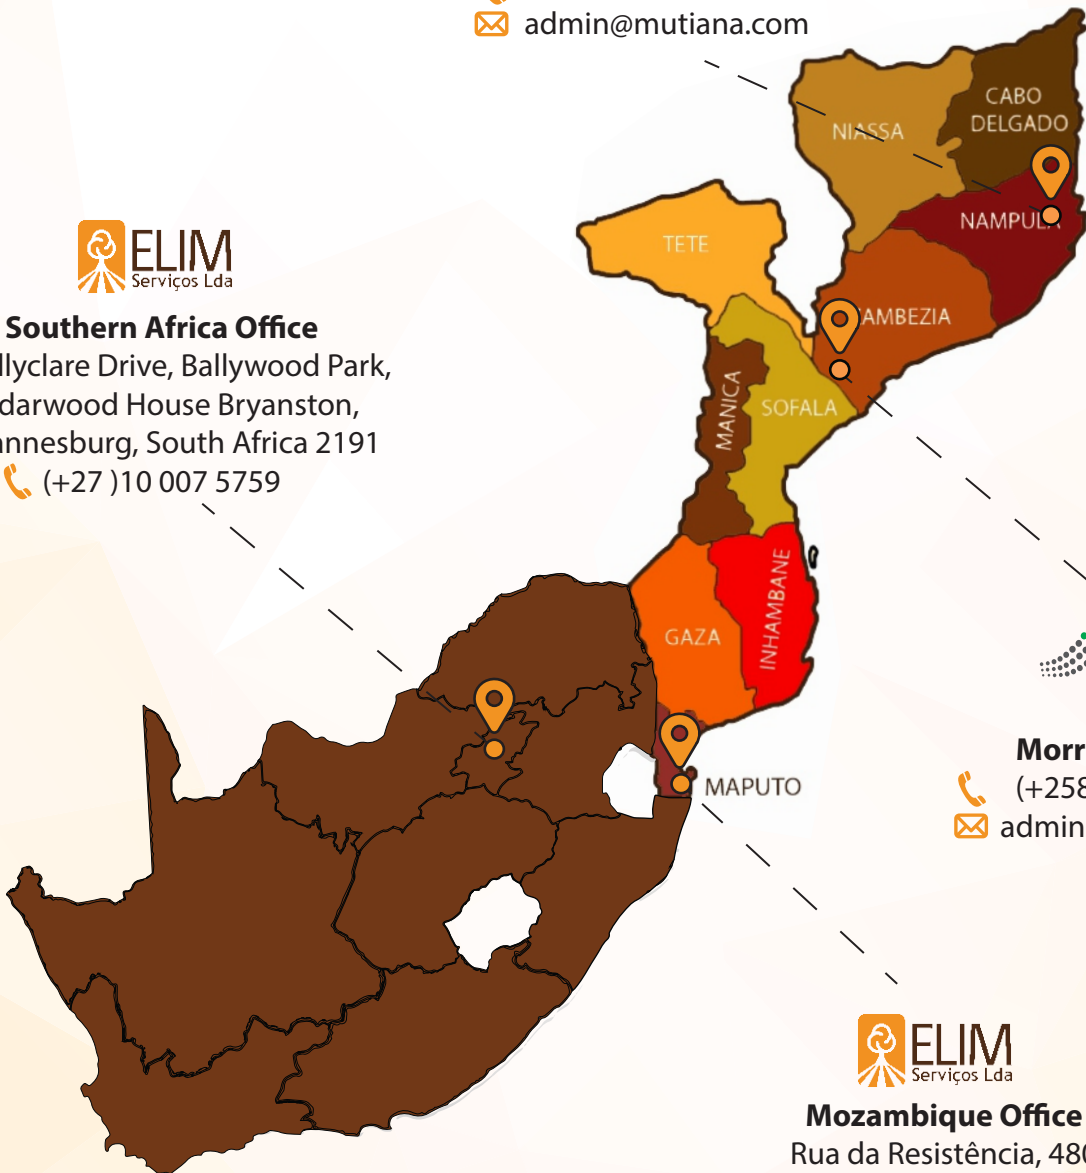 admin@mutiana.com
CABO
DELGADO
NIASSA
NAMPULA
TETE
AMBEZIA
MANICA
SOFALA
INHAMBANE
GAZA
MAPUTO
ELIM
Serviços Lda
Southern Africa Office
llyclare Drive, Ballywood Park,
darwood House Bryanston,
annesburg, South Africa 2191
(+27 )10 007 5759
Morr
(+258
admin
ELIM
Serviços Lda
Mozambique Office
Rua da Resistência, 480